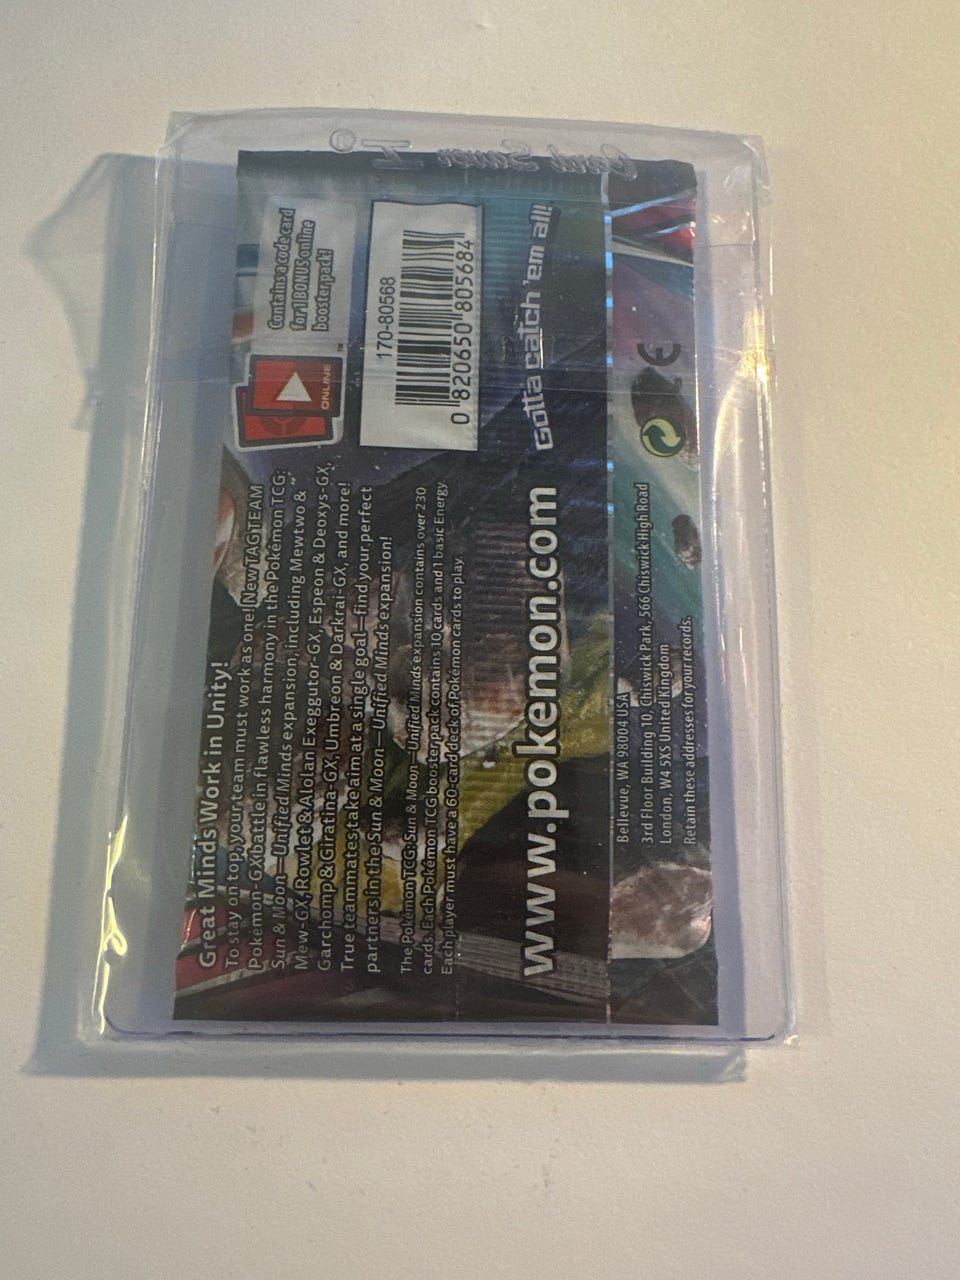 Card Saver I®
Great Minds Work in Unity!
To stay on top, your team must work as one! New TAG TEAM
Pokémon-GX battle in flawless harmony in the Pokémon TCG:
Sun & Moon—Unified Minds expansion, including Mewtwo &
Mew-GX, Rowlet & Alolan Exeggutor-GX, Espeon & Deoxys-GX,
Garchomp & Giratina-GX, Umbreon & Darkrai-GX, and more!
True teammates take aim at a single goal—find your perfect
partners in the Sun & Moon—Unified Minds expansion!
The Pokémon TCG: Sun & Moon—Unified Minds expansion contains over 230
cards. Each Pokémon TCG booster pack contains 10 cards and 1 basic Energy.
Each player must have a 60-card deck of Pokémon cards to play.
Contains a code card
for 1 BONUS online
booster pack!
ONLINE™
170-80568
0 820650 805684
www.pokemon.com
Gotta catch 'em all!
Bellevue, WA 98004 USA
3rd Floor Building 10, Chiswick Park, 566 Chiswick High Road
London, W4 5XS United Kingdom
Retain these addresses for your records.
CE